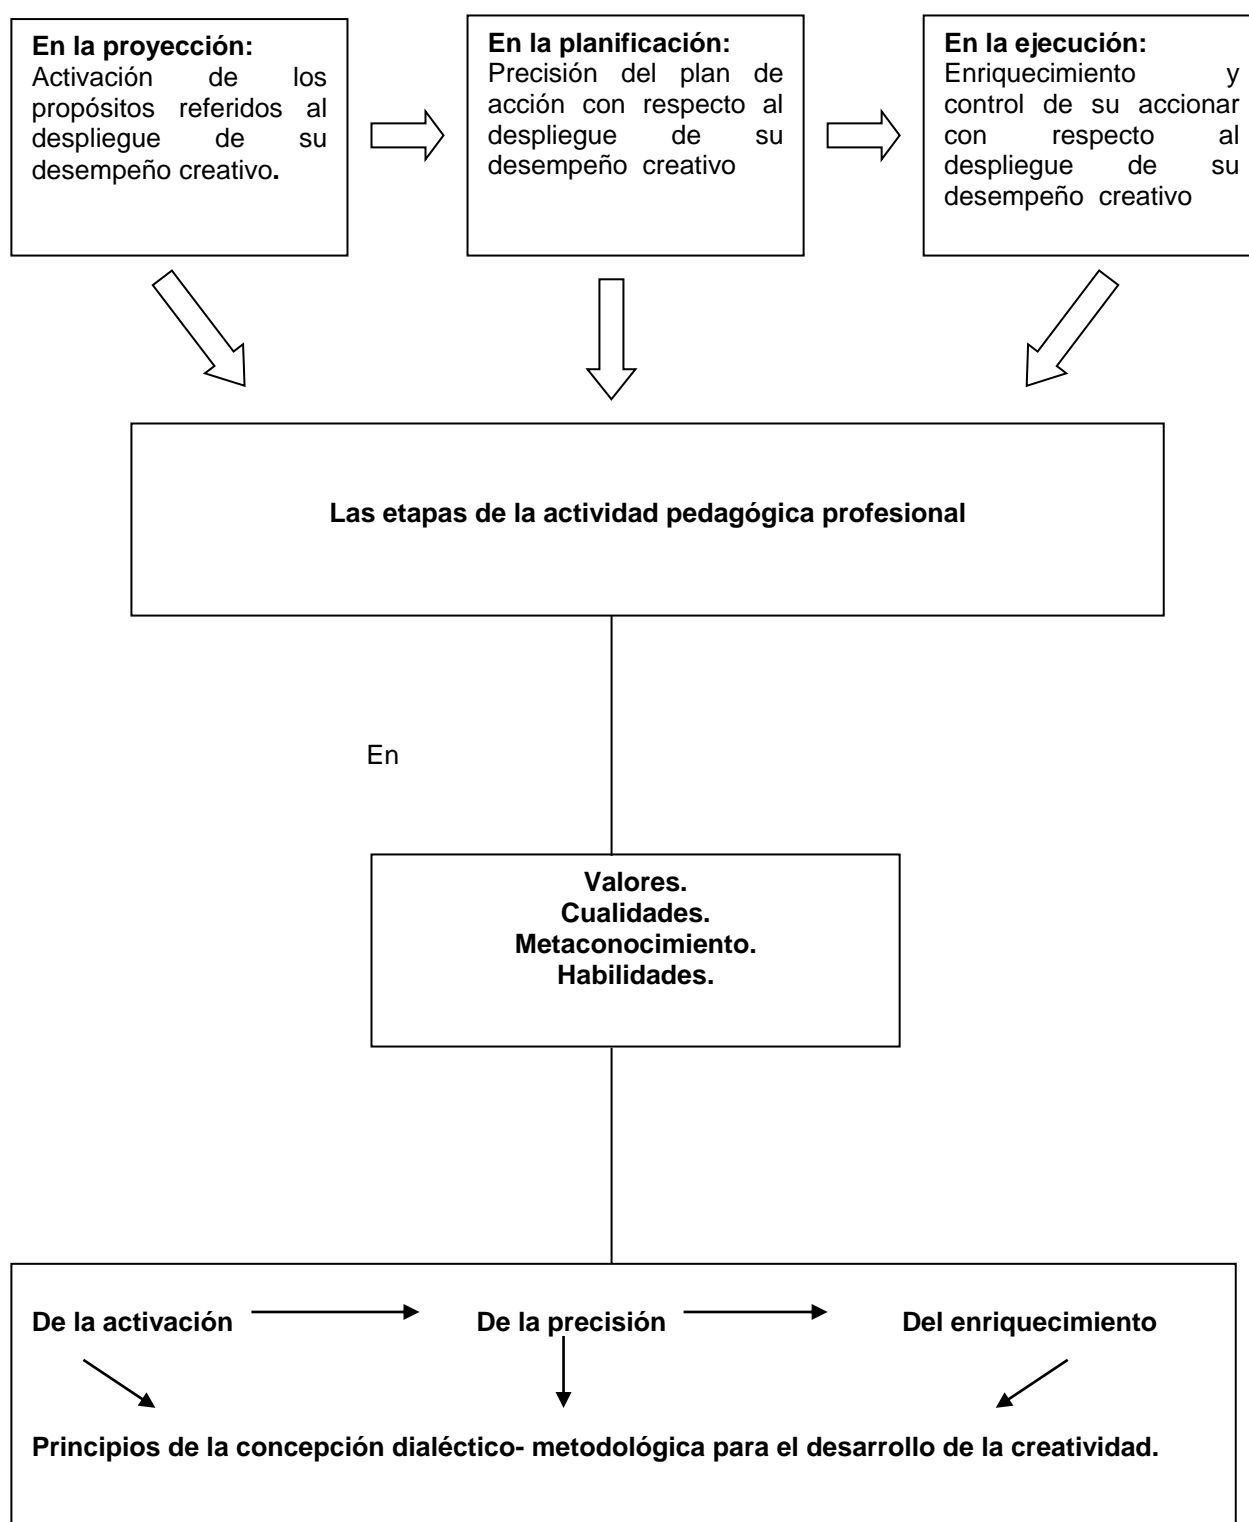 En la proyección:
Activación de los
propósitos referidos al
despliegue de su
desempeño creativo.
En la planificación:
Precisión del plan de
acción con respecto al
despliegue de su
desempeño creativo
En la ejecución:
Enriquecimiento y
control de su accionar
con respecto al
despliegue de su
desempeño creativo
Las etapas de la actividad pedagógica profesional
En
Valores.
Cualidades.
Metaconocimiento.
Habilidades.
De la activación
De la precisión
Del enriquecimiento
Principios de la concepción dialéctico- metodológica para el desarrollo de la creatividad.